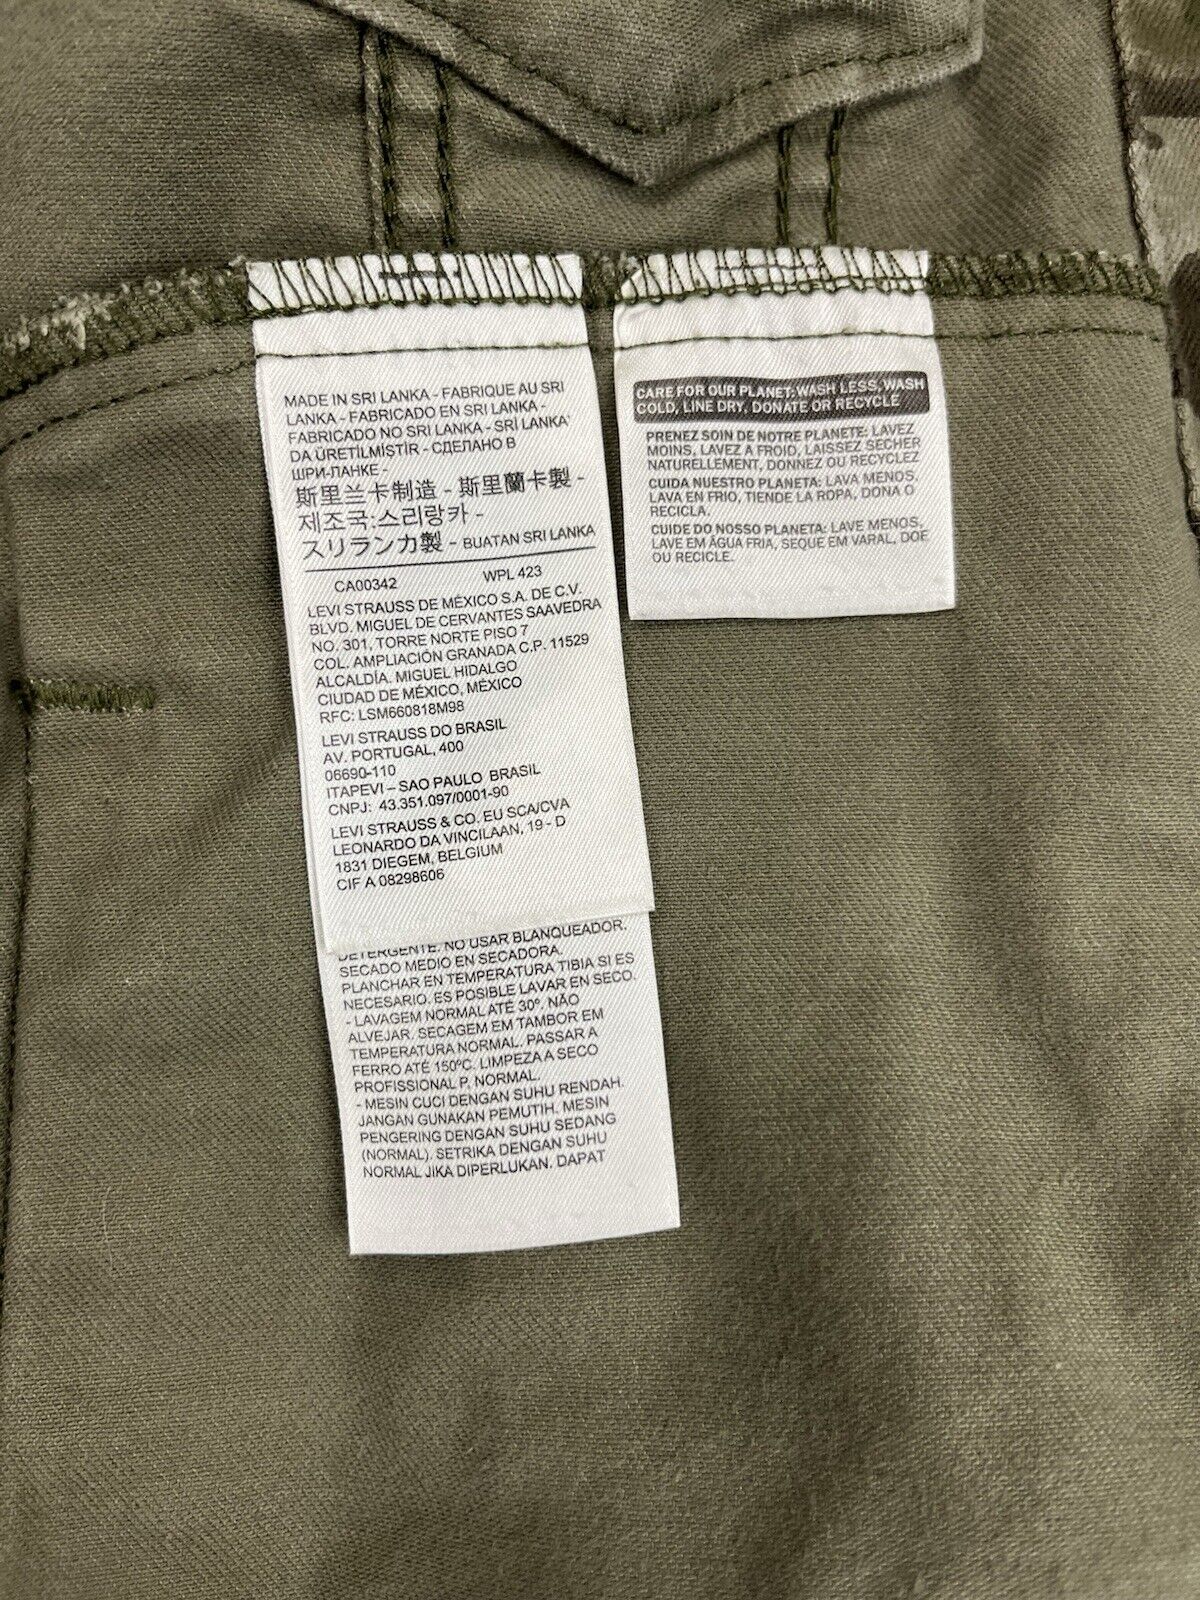 MADE IN SRI LANKA - FABRIQUE AU SRI
LANKA - FABRICADO EN SRI LANKA -
FABRICADO NO SRI LANKA - SRİ LANKA'
DA ÜRETİLMİŞTİR - СДЕЛАНО В
ШРИ-ЛАНКЕ -
斯里兰卡制造 - 斯里蘭卡製 -
제조국:스리랑카 -
スリランカ製 - BUATAN SRI LANKA
CA00342 WPL 423
LEVI STRAUSS DE MÉXICO S.A. DE C.V.
BLVD. MIGUEL DE CERVANTES SAAVEDRA
NO. 301, TORRE NORTE PISO 7
COL. AMPLIACIÓN GRANADA C.P. 11529
ALCALDÍA. MIGUEL HIDALGO
CIUDAD DE MÉXICO, MÉXICO
RFC: LSM660818M98
LEVI STRAUSS DO BRASIL
AV. PORTUGAL, 400
06690-110
ITAPEVI – SAO PAULO BRASIL
CNPJ: 43.351.097/0001-90
LEVI STRAUSS & CO. EU SCA/CVA
LEONARDO DA VINCILAAN, 19 - D
1831 DIEGEM, BELGIUM
CIF A 08298606
DETERGENTE. NO USAR BLANQUEADOR.
SECADO MEDIO EN SECADORA.
PLANCHAR EN TEMPERATURA TIBIA SI ES
NECESARIO. ES POSIBLE LAVAR EN SECO.
- LAVAGEM NORMAL ATÉ 30º. NÃO
ALVEJAR. SECAGEM EM TAMBOR EM
TEMPERATURA NORMAL. PASSAR A
FERRO ATÉ 150ºC. LIMPEZA A SECO
PROFISSIONAL P, NORMAL.
- MESIN CUCI DENGAN SUHU RENDAH.
JANGAN GUNAKAN PEMUTIH. MESIN
PENGERING DENGAN SUHU SEDANG
(NORMAL). SETRIKA DENGAN SUHU
NORMAL JIKA DIPERLUKAN. DAPAT
CARE FOR OUR PLANET: WASH LESS, WASH
COLD, LINE DRY, DONATE OR RECYCLE
PRENEZ SOIN DE NOTRE PLANÈTE: LAVEZ
MOINS, LAVEZ A FROID, LAISSEZ SECHER
NATURELLEMENT, DONNEZ OU RECYCLEZ
CUIDA NUESTRO PLANETA: LAVA MENOS,
LAVA EN FRIO, TIENDE LA ROPA, DONA O
RECICLA.
CUIDE DO NOSSO PLANETA: LAVE MENOS,
LAVE EM ÁGUA FRIA, SEQUE EM VARAL, DOE
OU RECICLE.